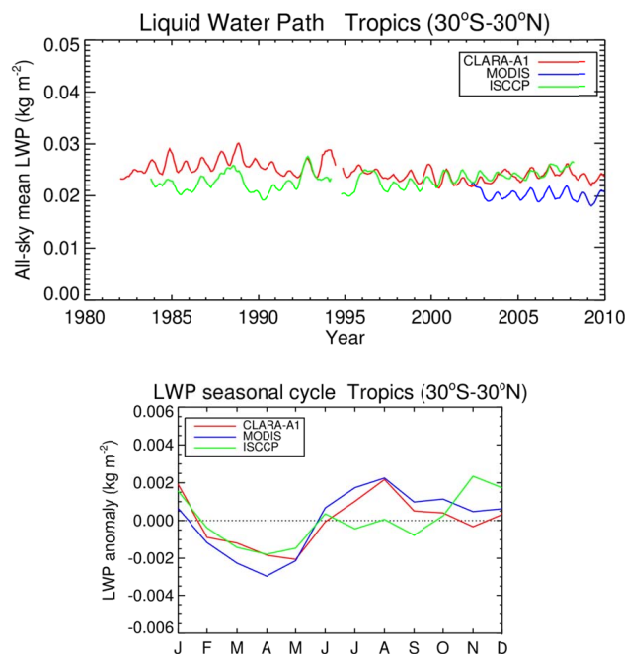 Liquid Water Path Tropics (30°S-30°N)
0.05
0.04
0.03
0.02
0.01
0.00
All-sky mean LWP (kg m-2)
CLARA-A1
MODIS
ISCCP
1980 1985 1990 1995 2000 2005 2010
Year
LWP seasonal cycle Tropics (30°S-30°N)
0.006
0.004
0.002
0.000
-0.002
-0.004
-0.006
LWP anomaly (kg m-2)
CLARA-A1
MODIS
ISCCP
J F M A M J J A S O N D